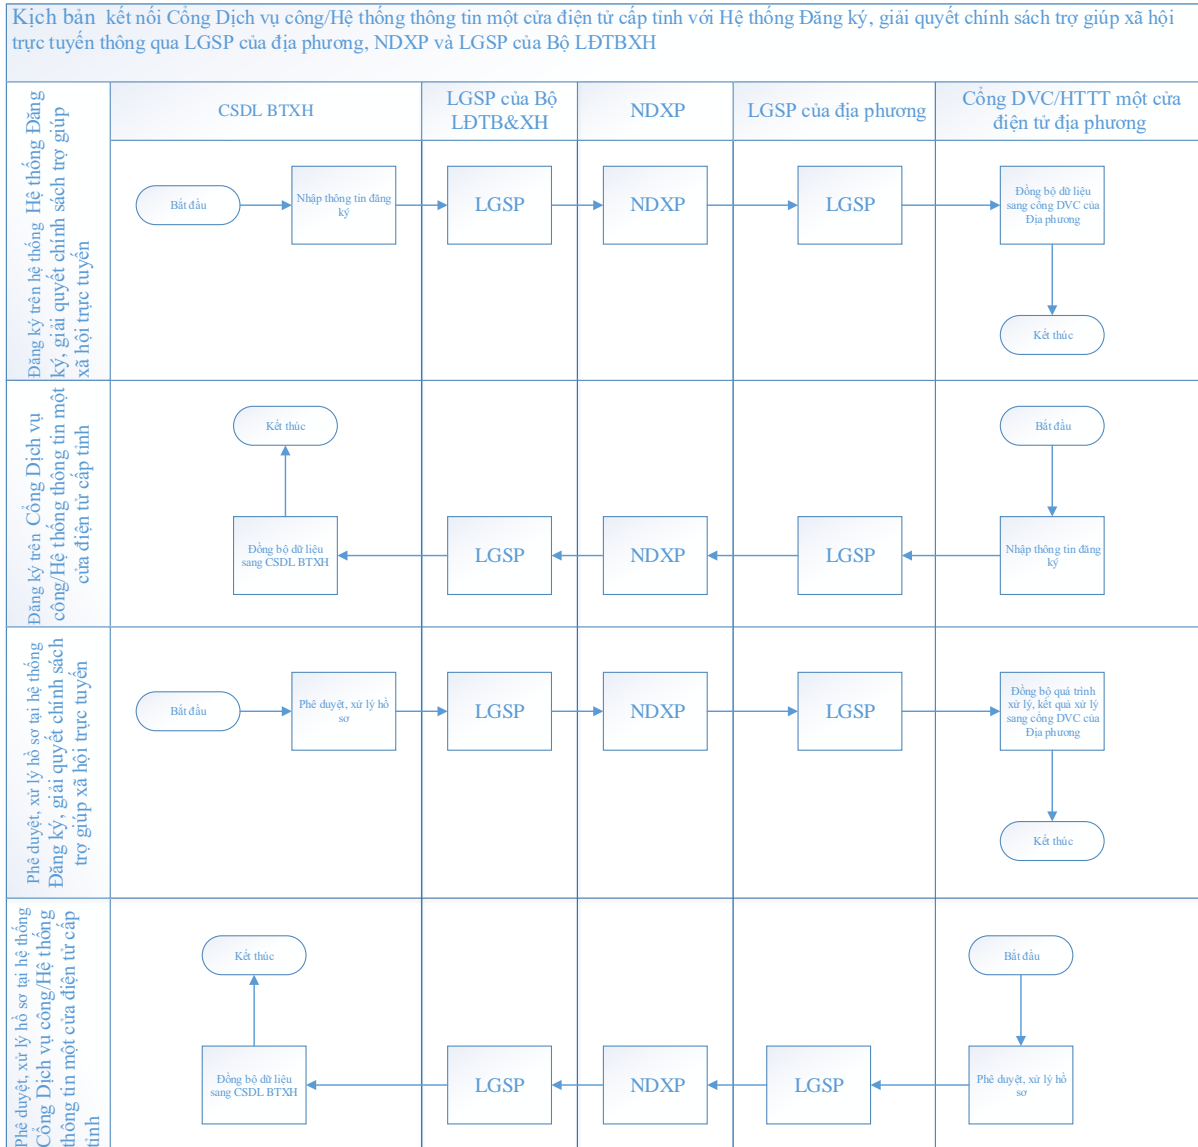 Kịch bản kết nối Cổng Dịch vụ công/Hệ thống thông tin một cửa điện tử cấp tỉnh với Hệ thống Đăng ký, giải quyết chính sách trợ giúp xã hội
trực tuyến thông qua LGSP của địa phương, NDXP và LGSP của Bộ LĐTBXH
CSDL BTXH
LGSP của Bộ
LĐTB&XH
NDXP
LGSP của địa phương
Cổng DVC/HTTT một cửa
điện tử địa phương
Đăng ký trên hệ thống Hệ thống Đăng
ký, giải quyết chính sách trợ giúp
xã hội trực tuyến
Bắt đầu
Nhập thông tin đăng
ký
LGSP
NDXP
LGSP
Đồng bộ dữ liệu
sang cổng DVC của
Địa phương
Kết thúc
Đăng ký trên Cổng Dịch vụ
công/Hệ thống thông tin một
cửa điện tử cấp tỉnh
Kết thúc
Bắt đầu
Đồng bộ dữ liệu
sang CSDL BTXH
LGSP
NDXP
LGSP
Nhập thông tin đăng
ký
Phê duyệt, xử lý hồ sơ tại hệ thống
Đăng ký, giải quyết chính sách
trợ giúp xã hội trực tuyến
Bắt đầu
Phê duyệt, xử lý hồ
sơ
LGSP
NDXP
LGSP
Đồng bộ quá trình
xử lý, kết quả xử lý
sang cổng DVC của
Địa phương
Kết thúc
Phê duyệt, xử lý hồ sơ tại hệ thống
Cổng Dịch vụ công/Hệ thống
thông tin một cửa điện tử cấp
tỉnh
Kết thúc
Bắt đầu
Đồng bộ dữ liệu
sang CSDL BTXH
LGSP
NDXP
LGSP
Phê duyệt, xử lý hồ
sơ